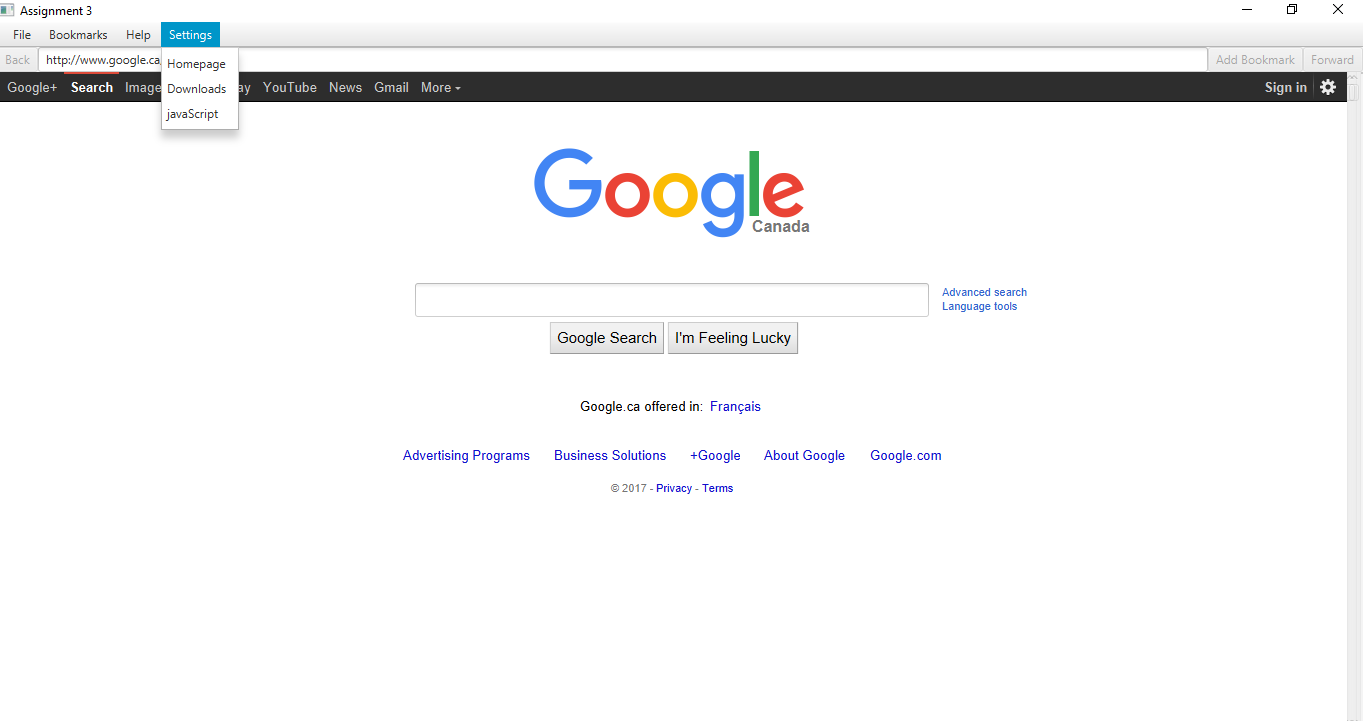 Assignment 3
File Bookmarks Help Settings
Back http://www.google.ca Add Bookmark Forward
Homepage
Downloads
javaScript
Google+ Search Image ay YouTube News Gmail More Sign in
Google
Canada
Advanced search
Language tools
Google Search I'm Feeling Lucky
Google.ca offered in: Français
Advertising Programs Business Solutions +Google About Google Google.com
© 2017 - Privacy - Terms